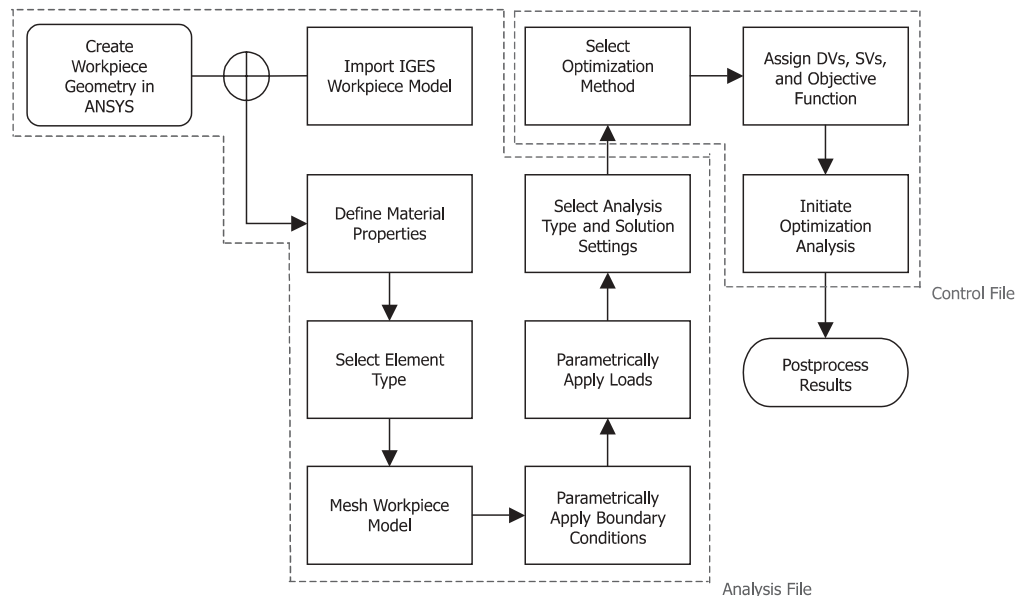 Create
Workpiece
Geometry in
ANSYS
Import IGES
Workpiece Model
Define Material
Properties
Select Element
Type
Mesh Workpiece
Model
Parametrically
Apply Boundary
Conditions
Parametrically
Apply Loads
Select Analysis
Type and Solution
Settings
Select
Optimization
Method
Assign DVs, SVs,
and Objective
Function
Initiate
Optimization
Analysis
Control File
Postprocess
Results
Analysis File